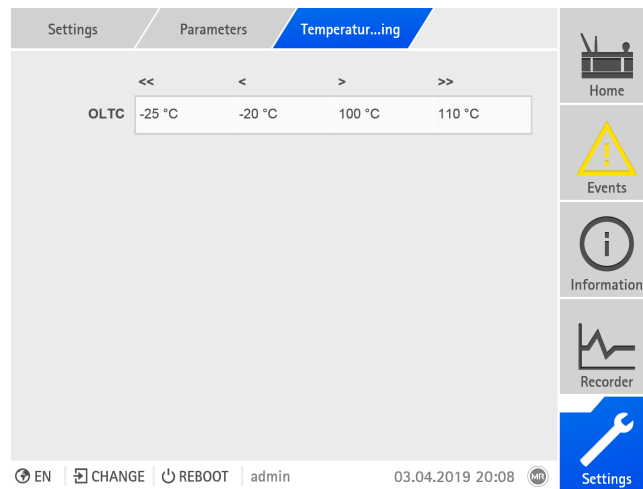 Settings Parameters Temperatur...ing
<< < > >>
OLTC -25 °C -20 °C 100 °C 110 °C
Home
Events
Information
Recorder
Settings
EN CHANGE REBOOT admin 03.04.2019 20:08 MR